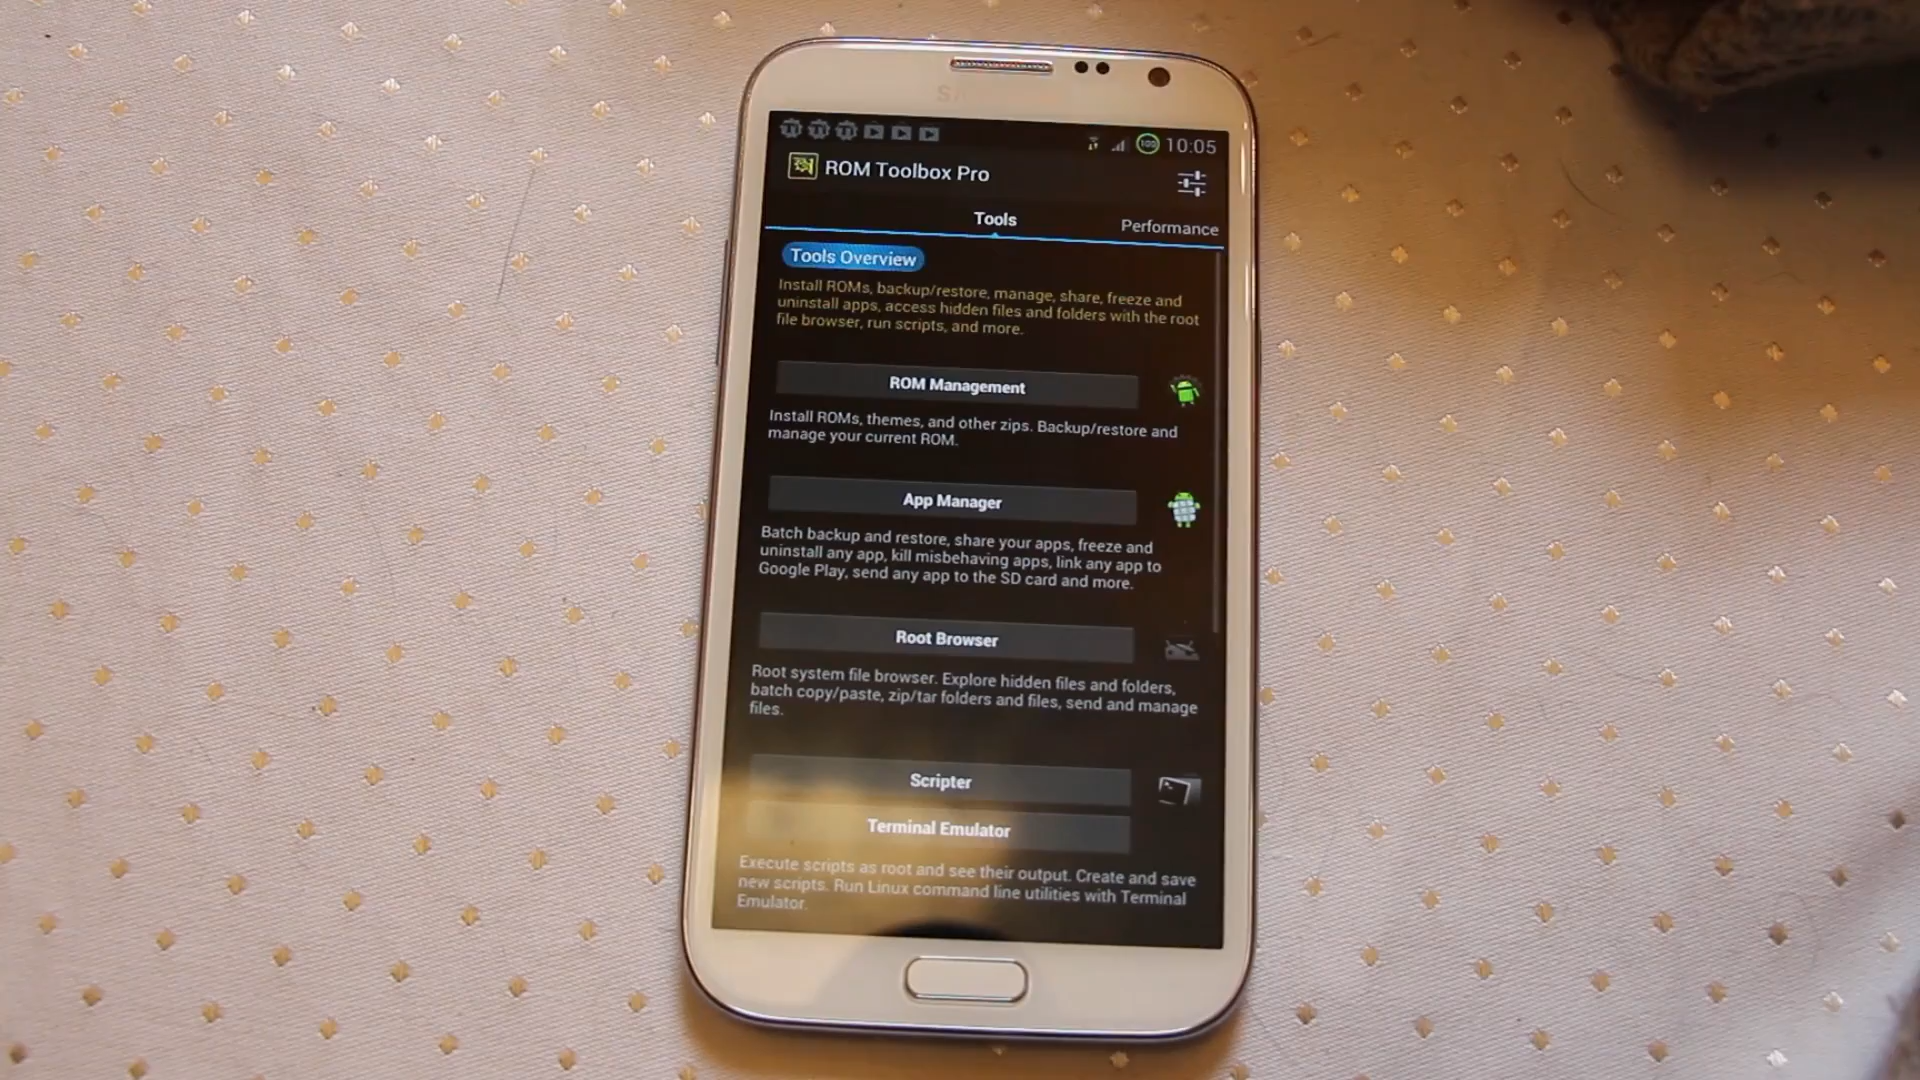 SAMSUNG
100 10:05
ROM Toolbox Pro
Tools Performance
Tools Overview
Install ROMs, backup/restore, manage, share, freeze and
uninstall apps, access hidden files and folders with the root
file browser, run scripts, and more.
ROM Management
Install ROMs, themes, and other zips. Backup/restore and
manage your current ROM.
App Manager
Batch backup and restore, share your apps, freeze and
uninstall any app, kill misbehaving apps, link any app to
Google Play, send any app to the SD card and more.
Root Browser
Root system file browser. Explore hidden files and folders,
batch copy/paste, zip/tar folders and files, send and manage
files.
Scripter
Terminal Emulator
Execute scripts as root and see their output. Create and save
new scripts. Run Linux command line utilities with Terminal
Emulator.